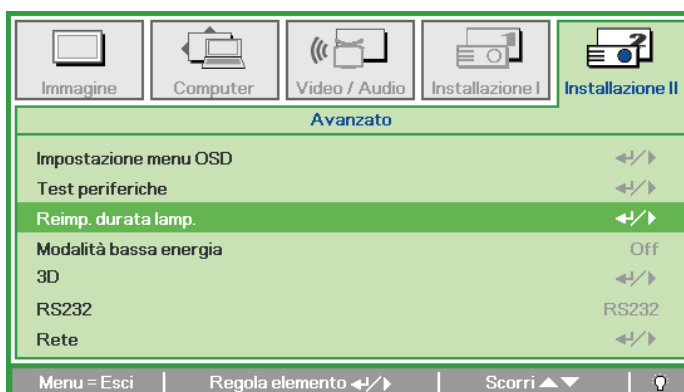 Immagine Computer Video / Audio Installazione I Installazione II
Avanzato
Impostazione menu OSD
Test periferiche
Reimp. durata lamp.
Modalità bassa energia Off
3D
RS232 RS232
Rete
Menu = Esci Regola elemento Scorri